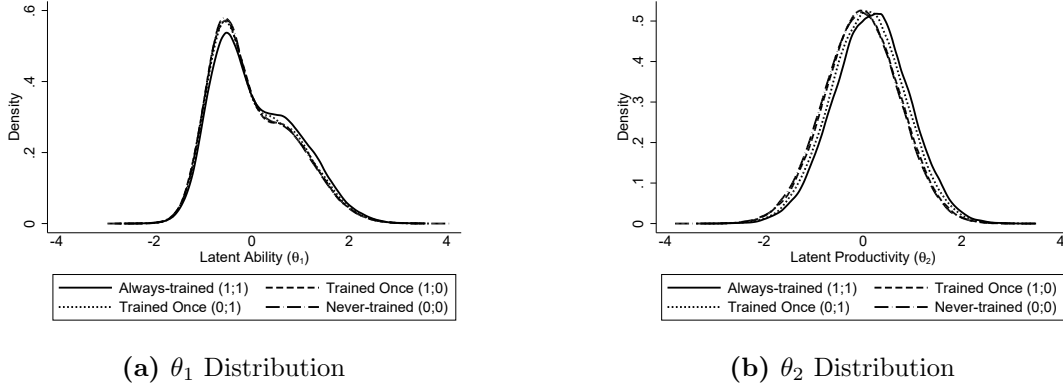 .6
.4
.2
0
Density
-4 -2 0 2 4
Latent Ability (θ₁)
Always-trained (1;1) Trained Once (1;0)
Trained Once (0;1) Never-trained (0;0)
(a) θ₁ Distribution
.5
.4
.3
.2
.1
0
Density
-4 -2 0 2 4
Latent Productivity (θ₂)
Always-trained (1;1) Trained Once (1;0)
Trained Once (0;1) Never-trained (0;0)
(b) θ₂ Distribution